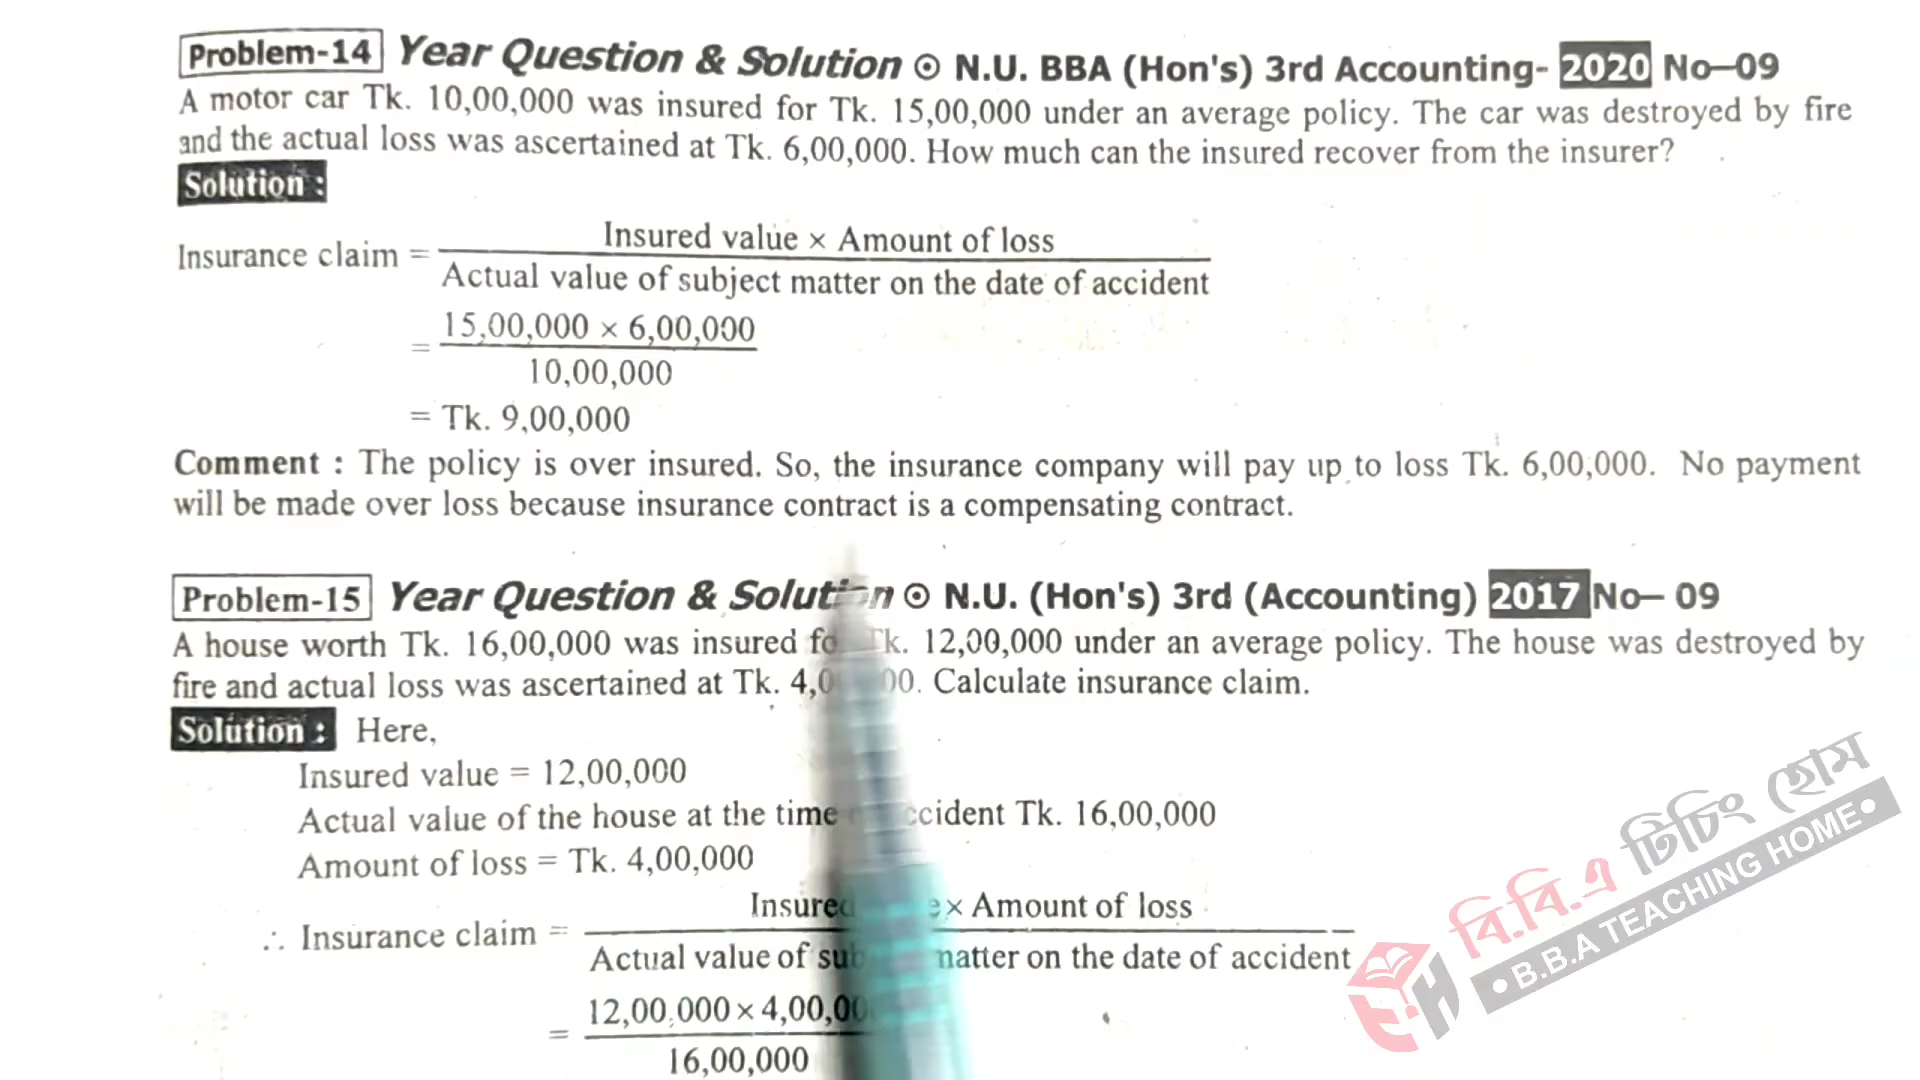 Problem-14 Year Question & Solution ⊙ N.U. BBA (Hon's) 3rd Accounting- 2020 No–09
A motor car Tk. 10,00,000 was insured for Tk. 15,00,000 under an average policy. The car was destroyed by fire
and the actual loss was ascertained at Tk. 6,00,000. How much can the insured recover from the insurer?
Solution :
Insured value × Amount of loss
Insurance claim =
Actual value of subject matter on the date of accident
15,00,000 × 6,00,000
=
10,00,000
= Tk. 9,00,000
Comment : The policy is over insured. So, the insurance company will pay up to loss Tk. 6,00,000. No payment
will be made over loss because insurance contract is a compensating contract.
Problem-15 Year Question & Solution ⊙ N.U. (Hon's) 3rd (Accounting) 2017 No– 09
A house worth Tk. 16,00,000 was insured Tk. 12,00,000 under an average policy. The house was destroyed by
fire and actual loss was ascertained at Tk. Calculate insurance claim.
Solution : Here,
Insured value = 12,00,000
Actual value of the house at the time Tk. 16,00,000
Amount of loss = Tk. 4,00,000
× Amount of loss
∴ Insurance claim =
Actual value of matter on the date of accident
12,00,000 ×
=
16,00,000
বি.বি.এ টিচিং হোম
• B.B.A TEACHING HOME •